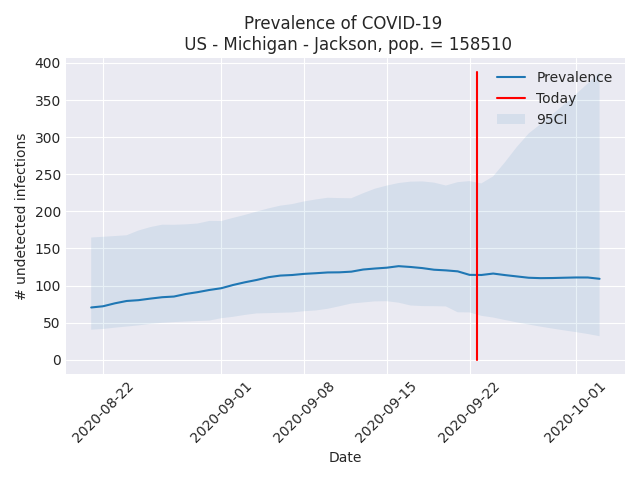 Prevalence of COVID-19
US - Michigan - Jackson, pop. = 158510
400
350
300
250
200
150
100
50
0
# undetected infections
Prevalence
Today
95CI
2020-08-22
2020-09-01
2020-09-08
2020-09-15
2020-09-22
2020-10-01
Date